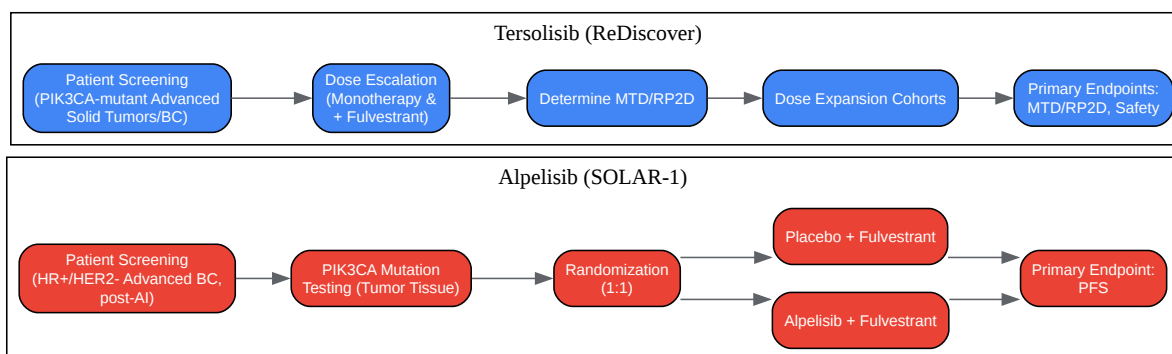 Tersolisib (ReDiscover)
Patient Screening
(PIK3CA-mutant Advanced
Solid Tumors/BC)
Dose Escalation
(Monotherapy &
+ Fulvestrant)
Determine MTD/RP2D
Dose Expansion Cohorts
Primary Endpoints:
MTD/RP2D, Safety
Alpelisib (SOLAR-1)
Patient Screening
(HR+/HER2- Advanced BC,
post-AI)
PIK3CA Mutation
Testing (Tumor Tissue)
Randomization
(1:1)
Placebo + Fulvestrant
Alpelisib + Fulvestrant
Primary Endpoint:
PFS